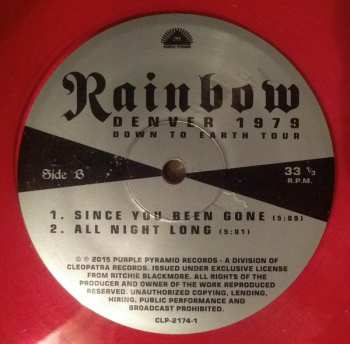 Rainbow
DENVER 1979
DOWN TO EARTH TOUR
Side B
33 ⅓
R.P.M.
1. SINCE YOU BEEN GONE (5:09)
2. ALL NIGHT LONG (5:01)
© ℗ 2015 PURPLE PYRAMID RECORDS - A DIVISION OF
CLEOPATRA RECORDS. ISSUED UNDER EXCLUSIVE LICENSE
FROM RITCHIE BLACKMORE. ALL RIGHTS OF THE
PRODUCER AND OWNER OF THE WORK REPRODUCED
RESERVED. UNAUTHORIZED COPYING, LENDING,
HIRING, PUBLIC PERFORMANCE AND
BROADCAST PROHIBITED.
CLP-2174-1